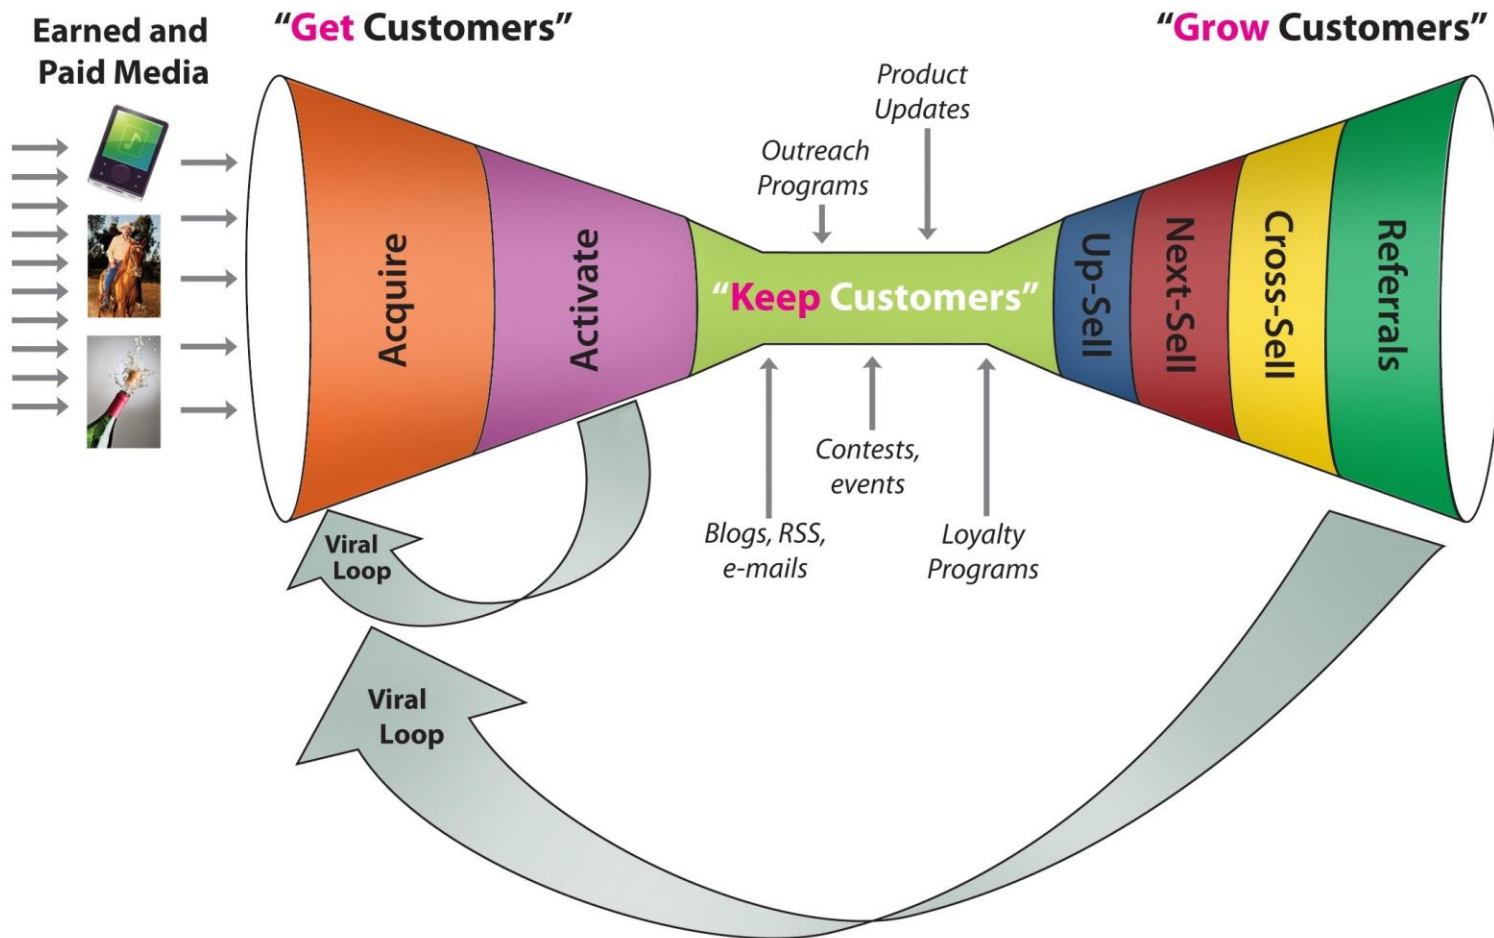 Earned and
Paid Media
“Get Customers”
“Grow Customers”
Product
Updates
Outreach
Programs
Acquire
Activate
“Keep Customers”
Up-Sell
Next-Sell
Cross-Sell
Referrals
Contests,
events
Blogs, RSS,
e-mails
Loyalty
Programs
Viral
Loop
Viral
Loop